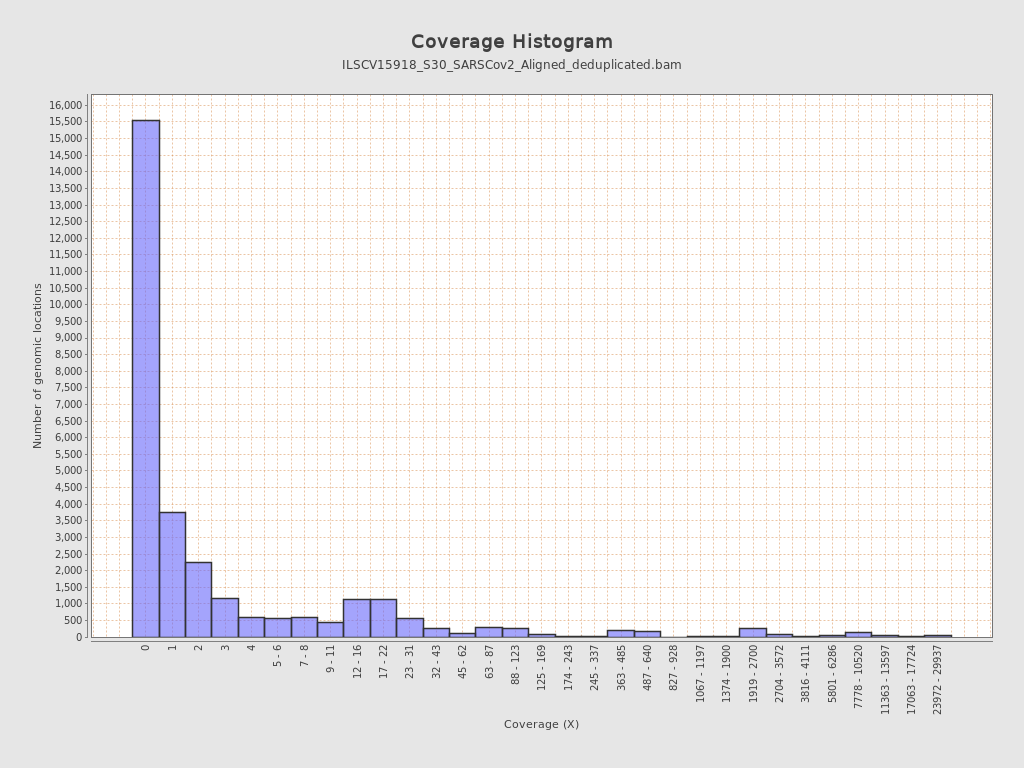 Coverage Histogram
ILSCV15918_S30_SARSCov2_Aligned_deduplicated.bam
Number of genomic locations
16,000
15,500
15,000
14,500
14,000
13,500
13,000
12,500
12,000
11,500
11,000
10,500
10,000
9,500
9,000
8,500
8,000
7,500
7,000
6,500
6,000
5,500
5,000
4,500
4,000
3,500
3,000
2,500
2,000
1,500
1,000
500
0
0
1
2
3
4
5 - 6
7 - 8
9 - 11
12 - 16
17 - 22
23 - 31
32 - 43
45 - 62
63 - 87
88 - 123
125 - 169
174 - 243
245 - 337
363 - 485
487 - 640
827 - 928
1067 - 1197
1374 - 1900
1919 - 2700
2704 - 3572
3816 - 4111
5801 - 6286
7778 - 10520
11363 - 13597
17063 - 17724
23972 - 29937
Coverage (X)